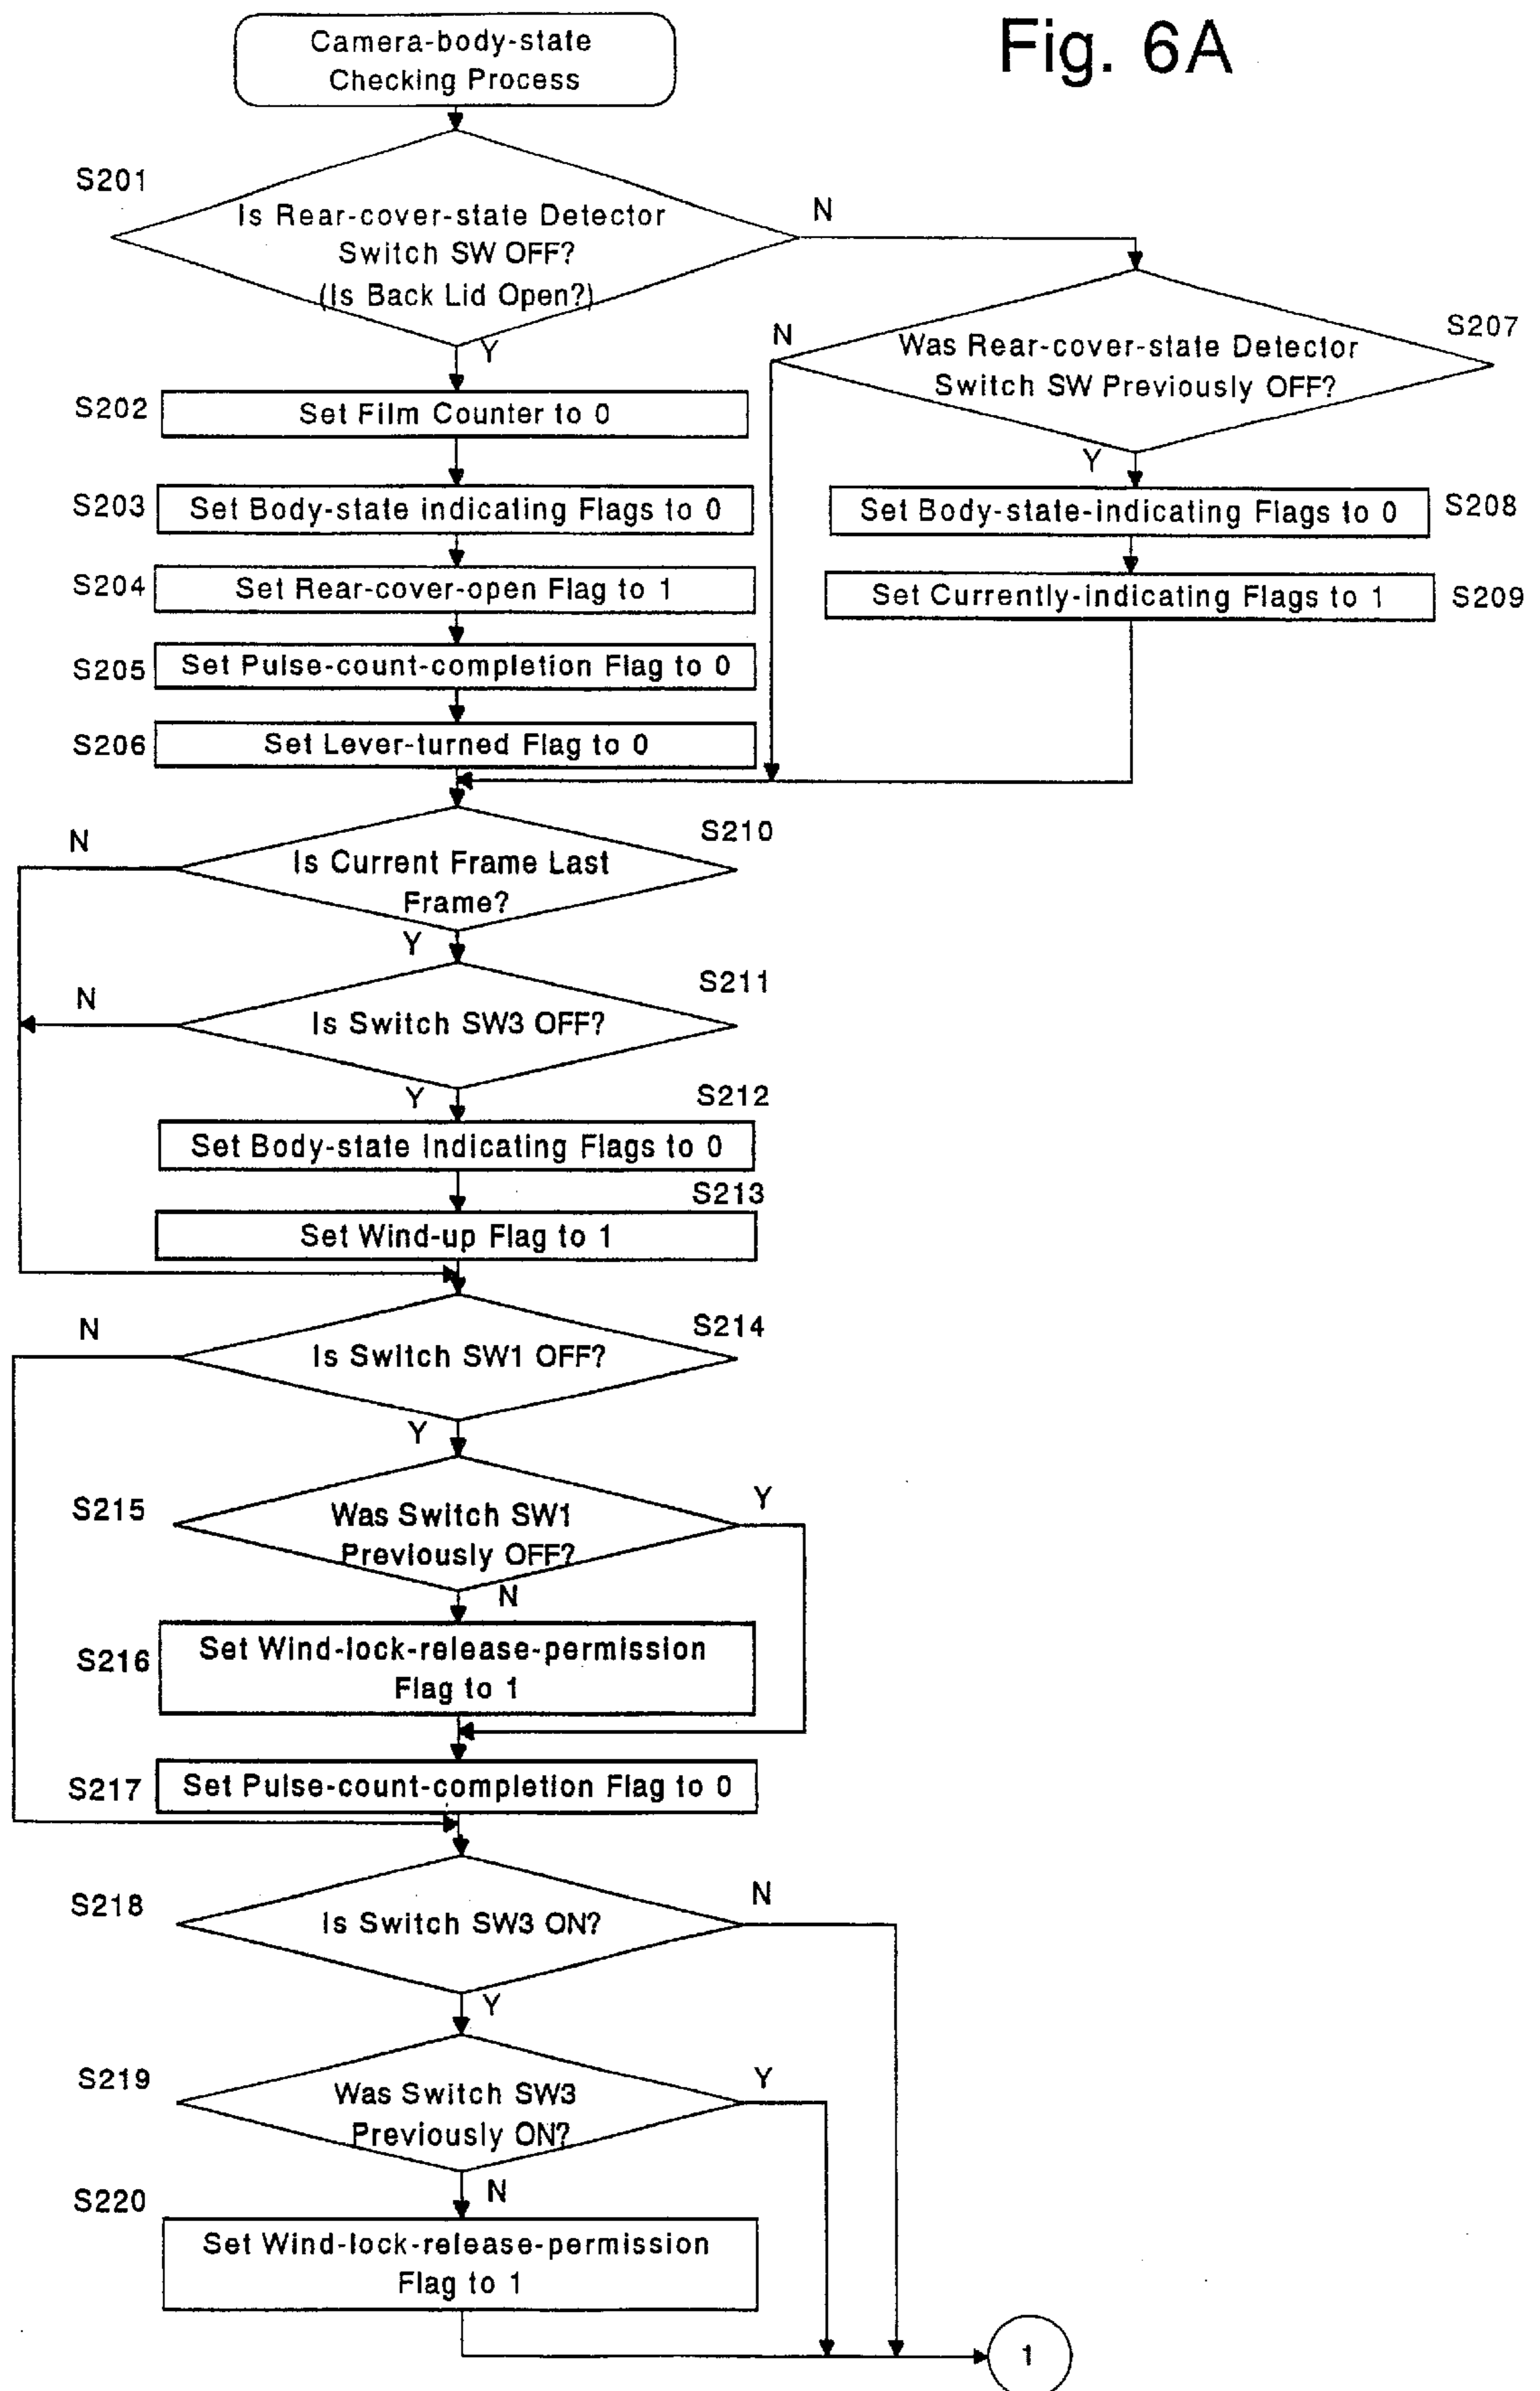 Fig. 6A
Camera-body-state
Checking Process
S201
Is Rear-cover-state Detector
Switch SW OFF?
(Is Back Lid Open?)
N
Y
S207
Was Rear-cover-state Detector
Switch SW Previously OFF?
N
Y
S202
Set Film Counter to 0
S203
Set Body-state indicating Flags to 0
S208
Set Body-state-indicating Flags to 0
S204
Set Rear-cover-open Flag to 1
S209
Set Currently-indicating Flags to 1
S205
Set Pulse-count-completion Flag to 0
S206
Set Lever-turned Flag to 0
S210
N
Is Current Frame Last
Frame?
Y
S211
N
Is Switch SW3 OFF?
Y
S212
Set Body-state Indicating Flags to 0
S213
Set Wind-up Flag to 1
S214
N
Is Switch SW1 OFF?
Y
S215
Was Switch SW1
Previously OFF?
Y
N
S216
Set Wind-lock-release-permission
Flag to 1
S217
Set Pulse-count-completion Flag to 0
S218
Is Switch SW3 ON?
N
Y
S219
Was Switch SW3
Previously ON?
Y
N
S220
Set Wind-lock-release-permission
Flag to 1
1